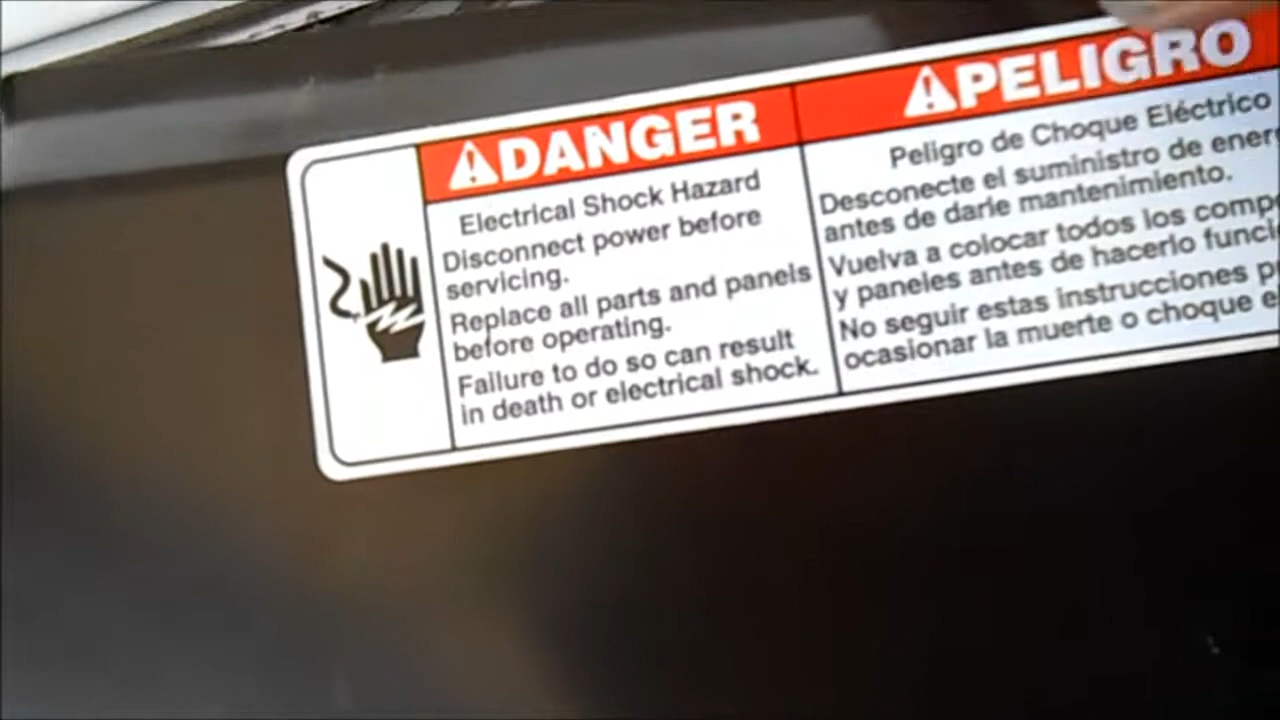 DANGER
Electrical Shock Hazard
Disconnect power before
servicing.
Replace all parts and panels
before operating.
Failure to do so can result
in death or electrical shock.
PELIGRO
Peligro de Choque Eléctrico
Desconecte el suministro de
antes de darle mantenimiento.
Vuelva a colocar todos los
y paneles antes de hacerlo
No seguir estas instrucciones
ocasionar la muerte o choque